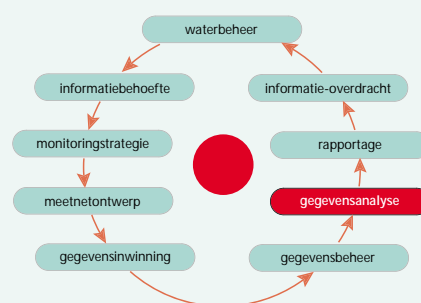 waterbeheer
informatiebehoefte
informatie-overdracht
monitoringstrategie
rapportage
meetnetontwerp
gegevensanalyse
gegevensinwinning
gegevensbeheer